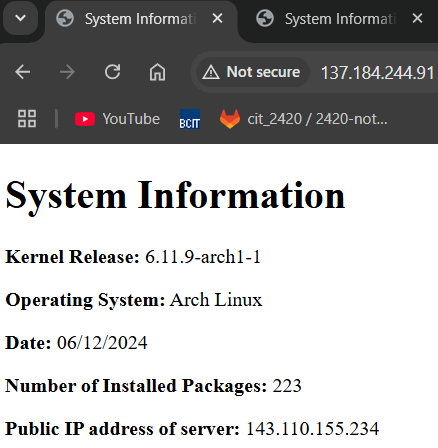 System Informati
System Informat
Not secure
137.184.244.91
YouTube
BCIT
cit_2420 / 2420-not...
System Information
Kernel Release: 6.11.9-arch1-1
Operating System: Arch Linux
Date: 06/12/2024
Number of Installed Packages: 223
Public IP address of server: 143.110.155.234